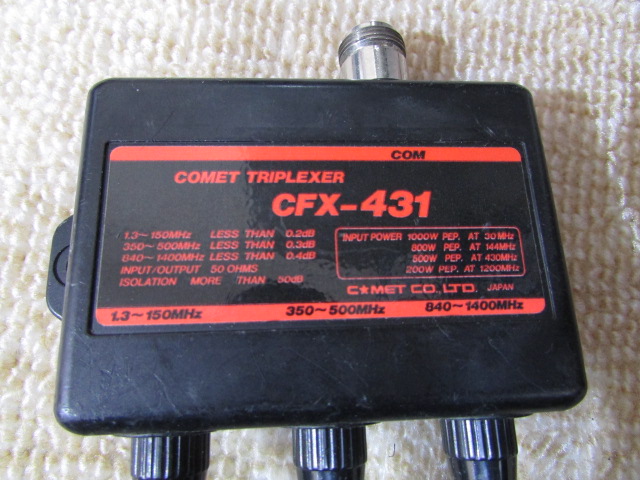 COM
COMET TRIPLEXER
CFX-431
1.3~150MHz LESS THAN 0.2dB
350~500MHz LESS THAN 0.3dB
840~1400MHz LESS THAN 0.4dB
INPUT/OUTPUT 50 OHMS
ISOLATION MORE THAN 50dB
INPUT POWER 1000W PEP. AT 30MHz
800W PEP. AT 144MHz
500W PEP. AT 430MHz
200W PEP. AT 1200MHz
C★MET CO., LTD. JAPAN
1.3~150MHz 350~500MHz 840~1400MHz